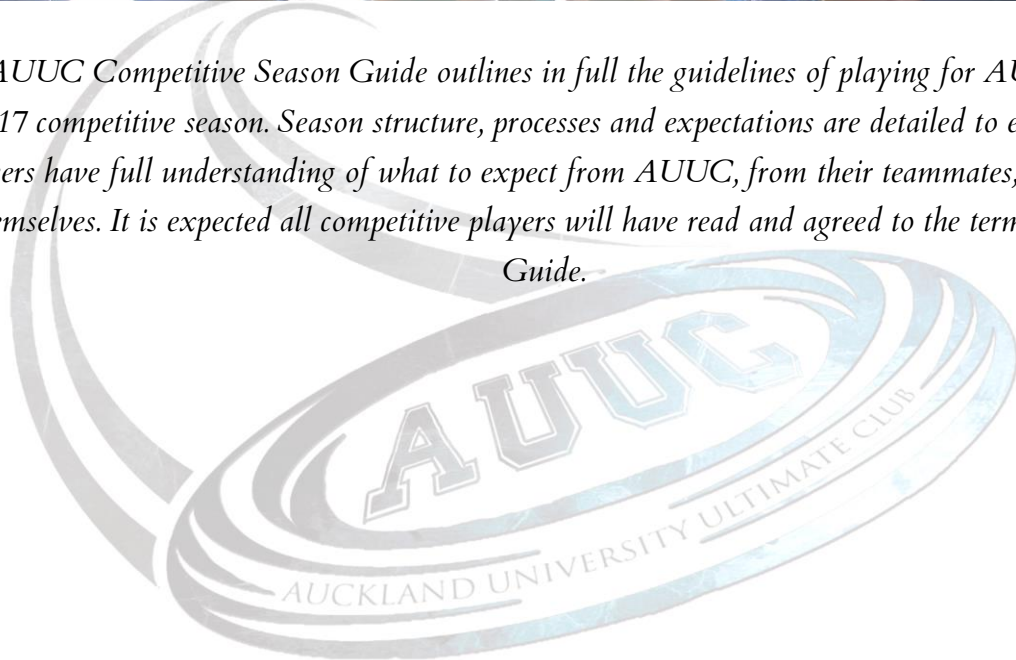 AUUC Competitive Season Guide outlines in full the guidelines of playing for AU
17 competitive season. Season structure, processes and expectations are detailed to e
ers have full understanding of what to expect from AUUC, from their teammates,
emselves. It is expected all competitive players will have read and agreed to the term
Guide.
AUUC
AUCKLAND UNIVERSITY ULTIMATE CLUB